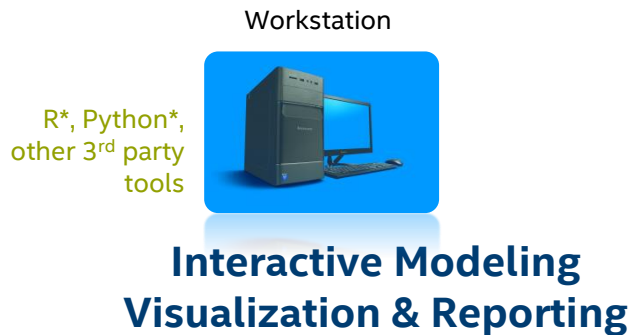 Workstation
R*, Python*,
other 3rd party
tools
Interactive Modeling
Visualization & Reporting